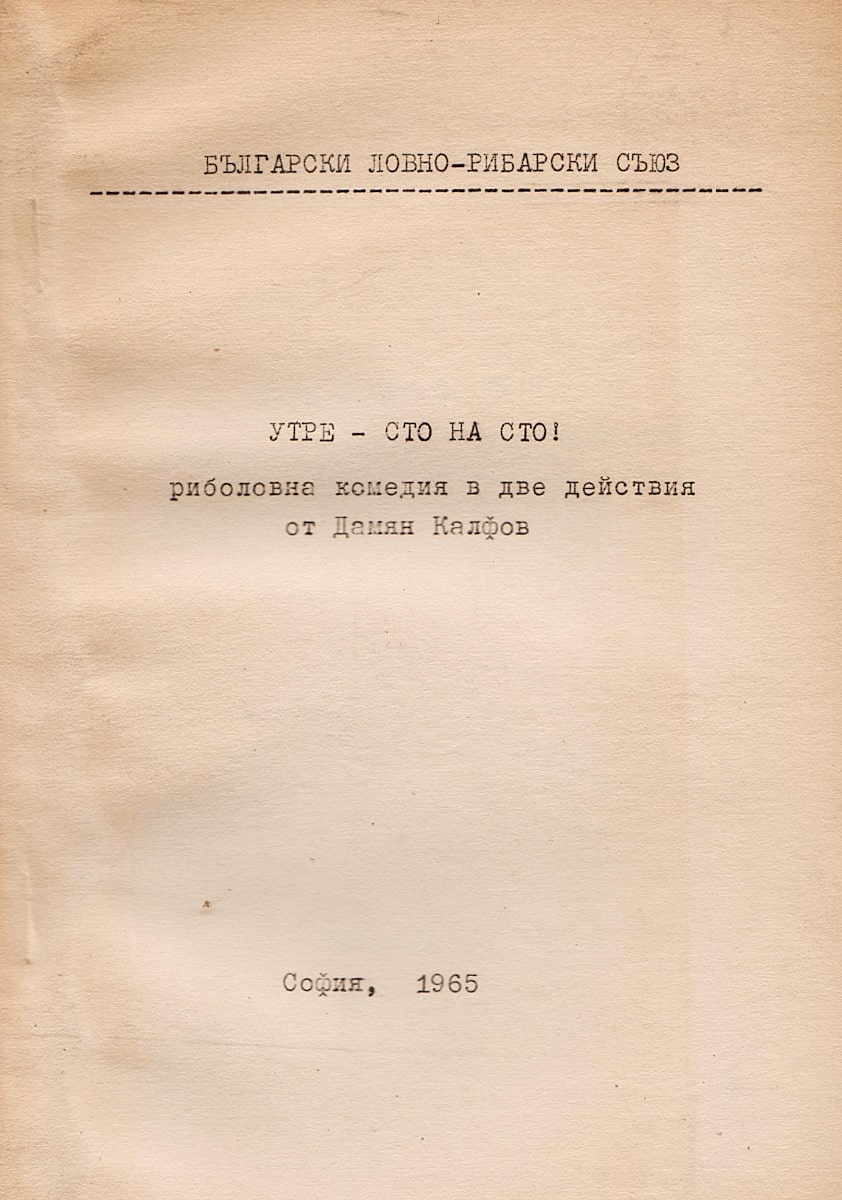 БЪЛГАРСКИ ЛОВНО-РИБАРСКИ СЪЮЗ
УТРЕ - СТО НА СТО!
риболовна комедия в две действия
от Дамян Калфов
София, 1965